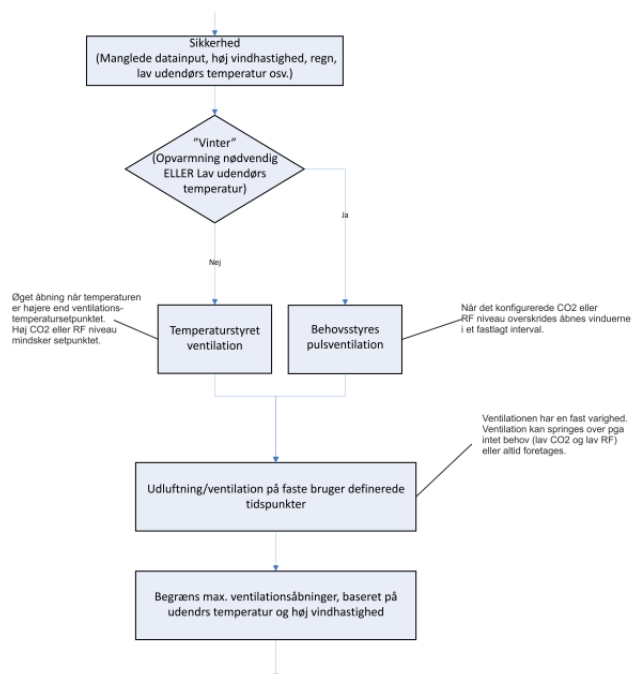 Sikkerhed
(Manglede datainput, høj vindhastighed, regn,
lav udendørs temperatur osv.)
”Vinter”
(Opvarmning nødvendig
ELLER Lav udendørs
temperatur)
Ja
Nej
Øget åbning når temperaturen
er højere end ventilations-
temperatursetpunktet.
Høj CO2 eller RF niveau
mindsker setpunktet.
Temperaturstyret
ventilation
Behovsstyres
pulsventilation
Når det konfigurerede CO2 eller
RF niveau overskrides åbnes vinduerne
i et fastlagt interval.
Ventilationen har en fast varighed.
Ventilation kan springes over pga
intet behov (lav CO2 og lav RF)
eller altid foretages.
Udluftning/ventilation på faste bruger definerede
tidspunkter
Begræns max. ventilationsåbninger, baseret på
udendrs temperatur og høj vindhastighed